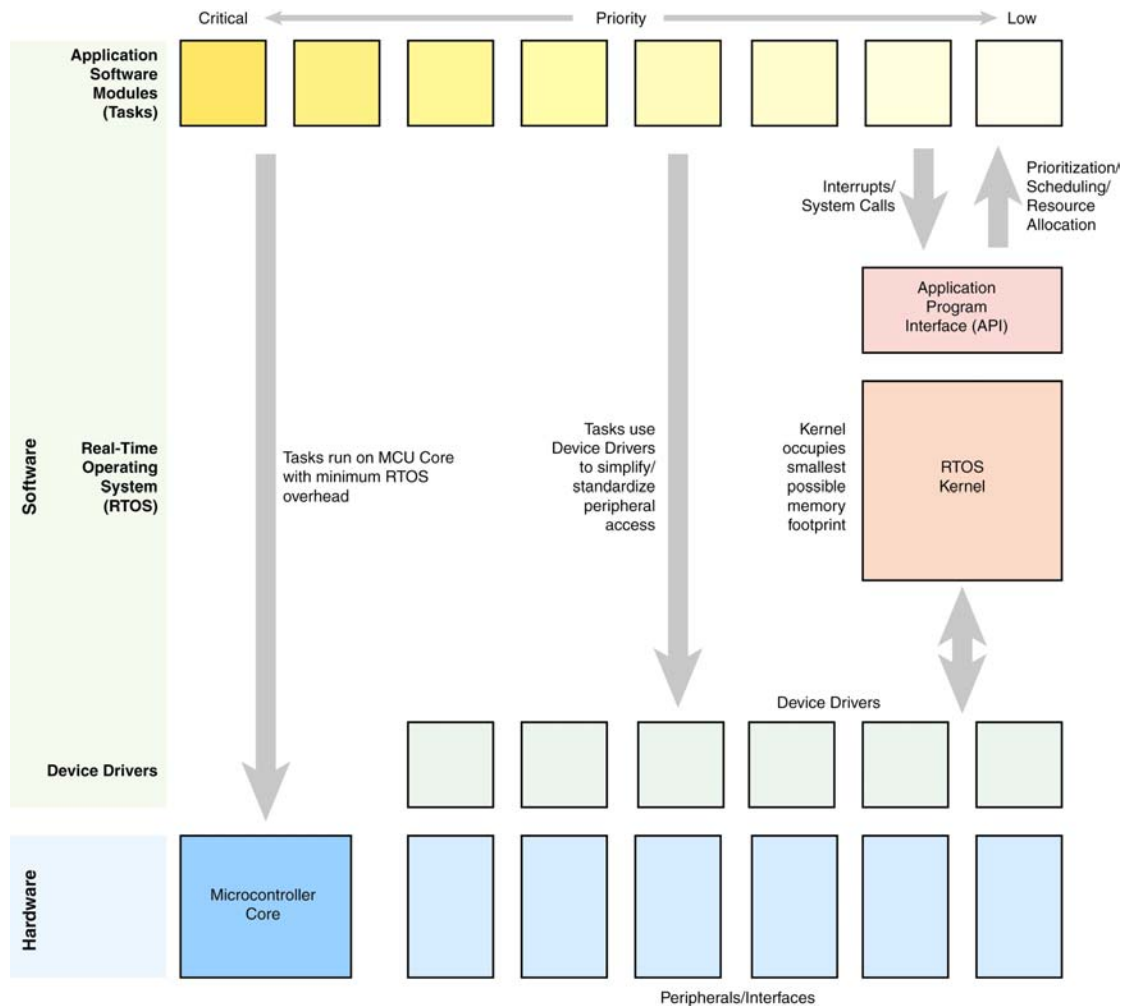 Critical
Priority
Low
Application
Software
Modules
(Tasks)
Interrupts/
System Calls
Prioritization/
Scheduling/
Resource
Allocation
Application
Program
Interface (API)
Software
Real-Time
Operating
System
(RTOS)
Tasks run on MCU Core
with minimum RTOS
overhead
Tasks use
Device Drivers
to simplify/
standardize
peripheral
access
Kernel
occupies
smallest
possible
memory
footprint
RTOS
Kernel
Device Drivers
Device Drivers
Hardware
Microcontroller
Core
Peripherals/Interfaces